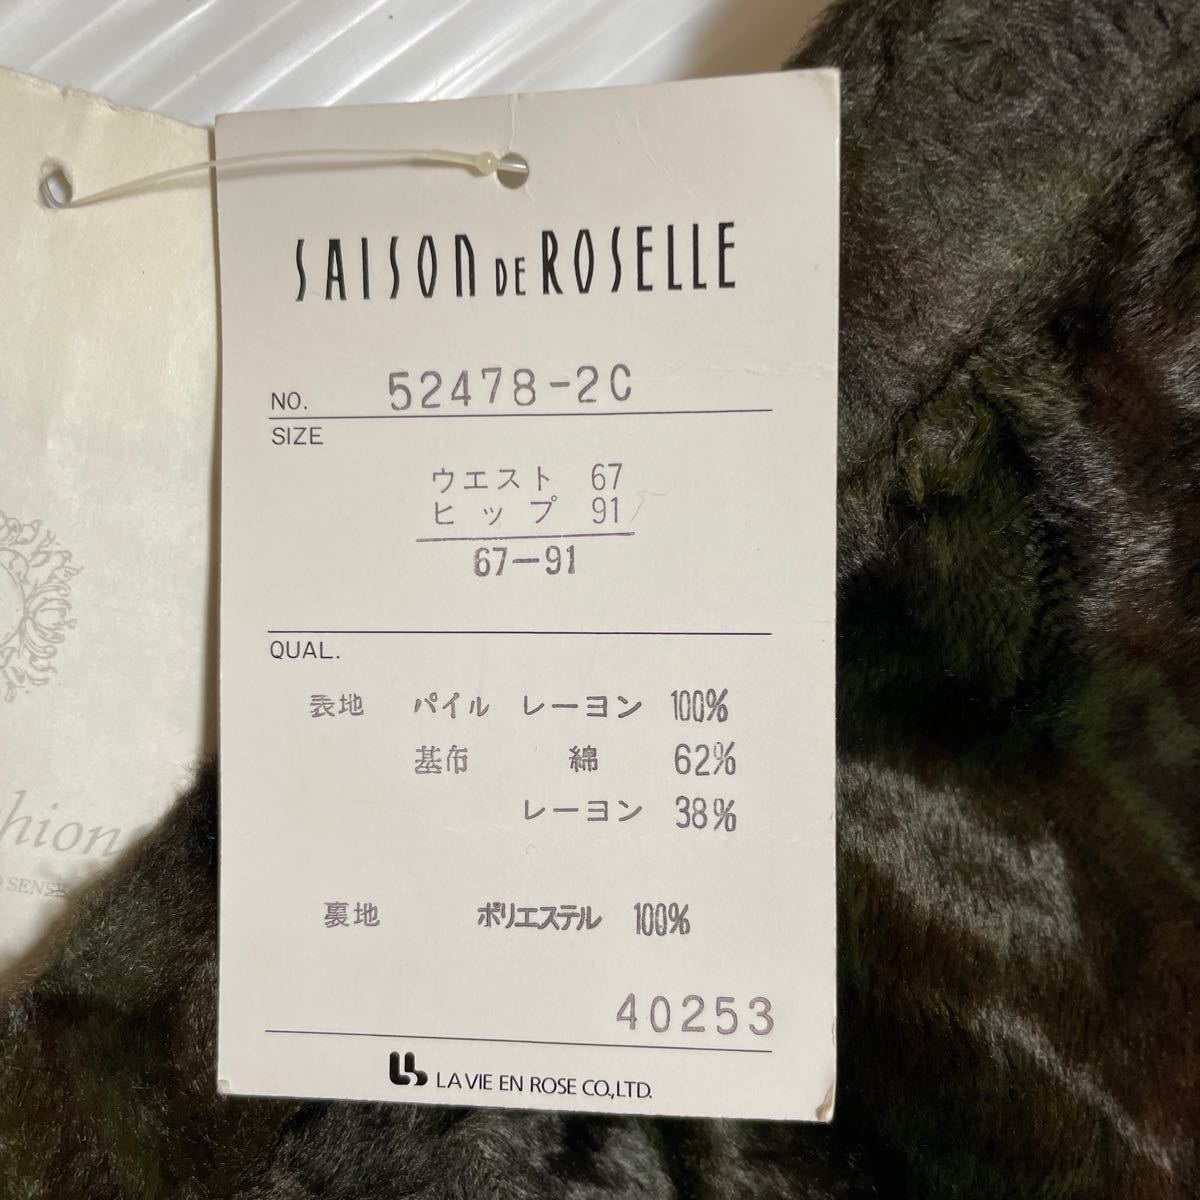 SAISON DE ROSELLE
NO. 52478-2C
SIZE
ウエスト 67
ヒップ 91
67-91
QUAL.
表地 パイル レーヨン 100%
基布 綿 62%
レーヨン 38%
裏地 ポリエステル 100%
40253
LA VIE EN ROSE CO.,LTD.
hion
SENSE